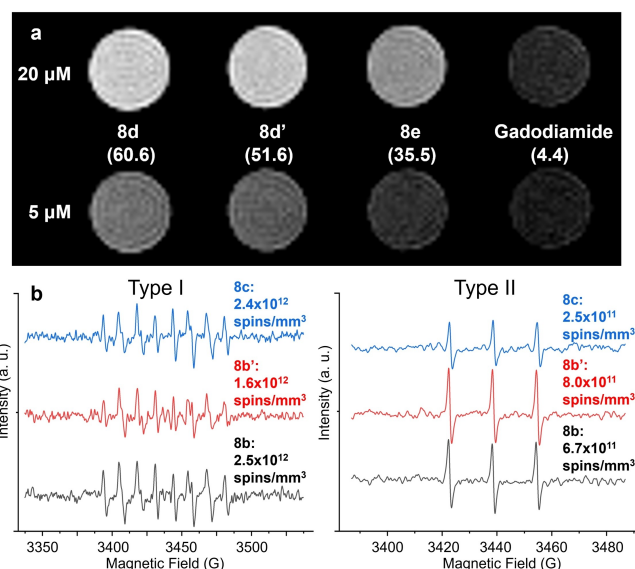 a
20 μM
8d
(60.6)
8d’
(51.6)
8e
(35.5)
Gadodiamide
(4.4)
5 μM
b
Type I
Type II
8c:
2.4x10¹²
spins/mm³
8b’:
1.6x10¹²
spins/mm³
8b:
2.5x10¹²
spins/mm³
8c:
2.5x10¹¹
spins/mm³
8b’:
8.0x10¹¹
spins/mm³
8b:
6.7x10¹¹
spins/mm³
Intensity (a. u.)
Intensity (a. u.)
3350 3400 3450 3500
Magnetic Field (G)
3400 3420 3440 3460 3480
Magnetic Field (G)